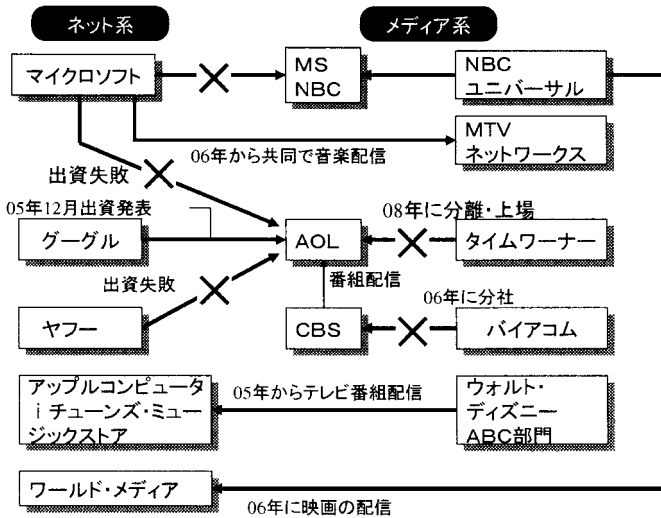 ネット系
メディア系
マイクロソフト
MS
NBC
NBC
ユニバーサル
MTV
ネットワークス
06年から共同で音楽配信
出資失敗
05年12月出資発表
グーグル
AOL
08年に分離・上場
タイムワーナー
出資失敗
番組配信
06年に分社
ヤフー
CBS
バイアコム
アップルコンピュータ
iチューンズ・ミュー
ジックストア
05年からテレビ番組配信
ウォルト・
ディズニー
ABC部門
ワールド・メディア
06年に映画の配信